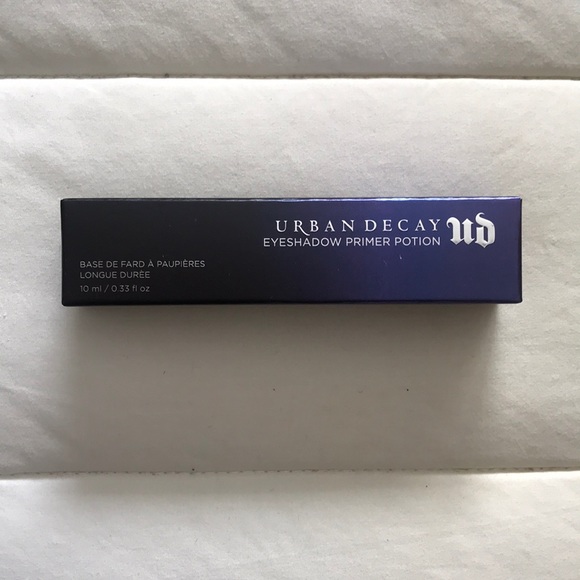 URBAN DECAY
EYESHADOW PRIMER POTION
UD
BASE DE FARD À PAUPIÈRES
LONGUE DURÉE
10 ml / 0.33 fl oz